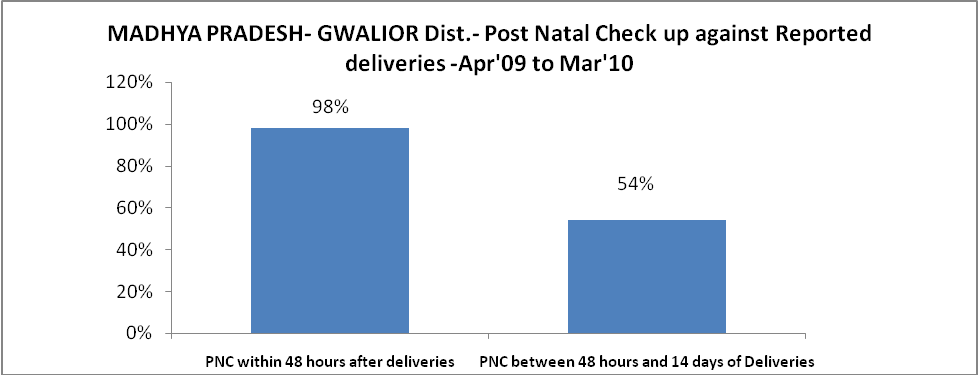 MADHYA PRADESH- GWALIOR Dist.- Post Natal Check up against Reported
deliveries -Apr'09 to Mar'10
120%
100%
80%
60%
40%
20%
0%
98%
54%
PNC within 48 hours after deliveries
PNC between 48 hours and 14 days of Deliveries